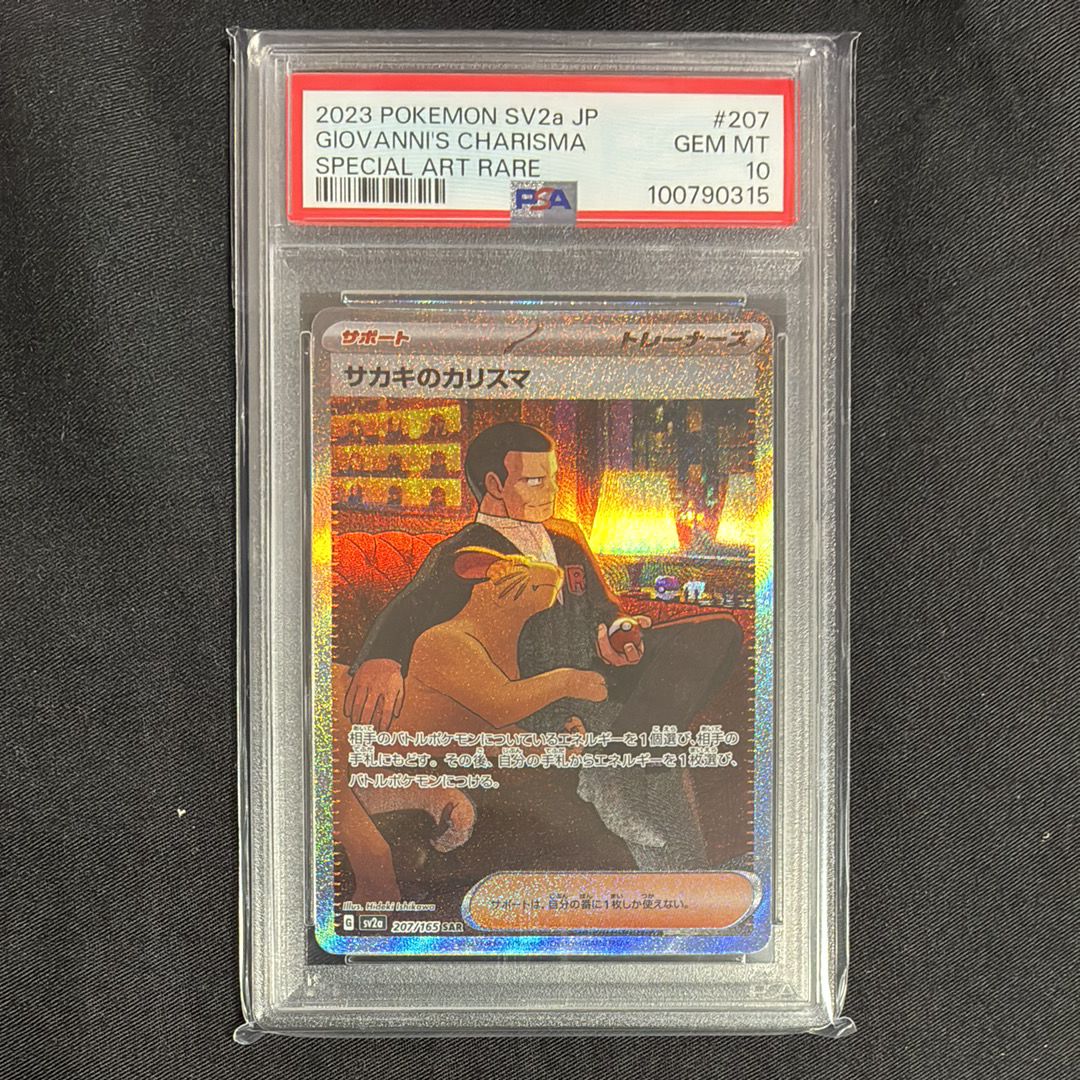 2023 POKEMON SV2a JP #207
GIOVANNI'S CHARISMA GEM MT
SPECIAL ART RARE 10
PSA 100790315
サポート トレーナーズ
サカキのカリスマ
R
相手のバトルポケモンについているエネルギーを1個選び、相手の
手札にもどす。その後、自分の手札からエネルギーを1枚選び、
バトルポケモンにつける。
サポートは、自分の番に1枚しか使えない。
Illus. Hideki Ishikawa
G sv2a 207/165 SAR
PSA